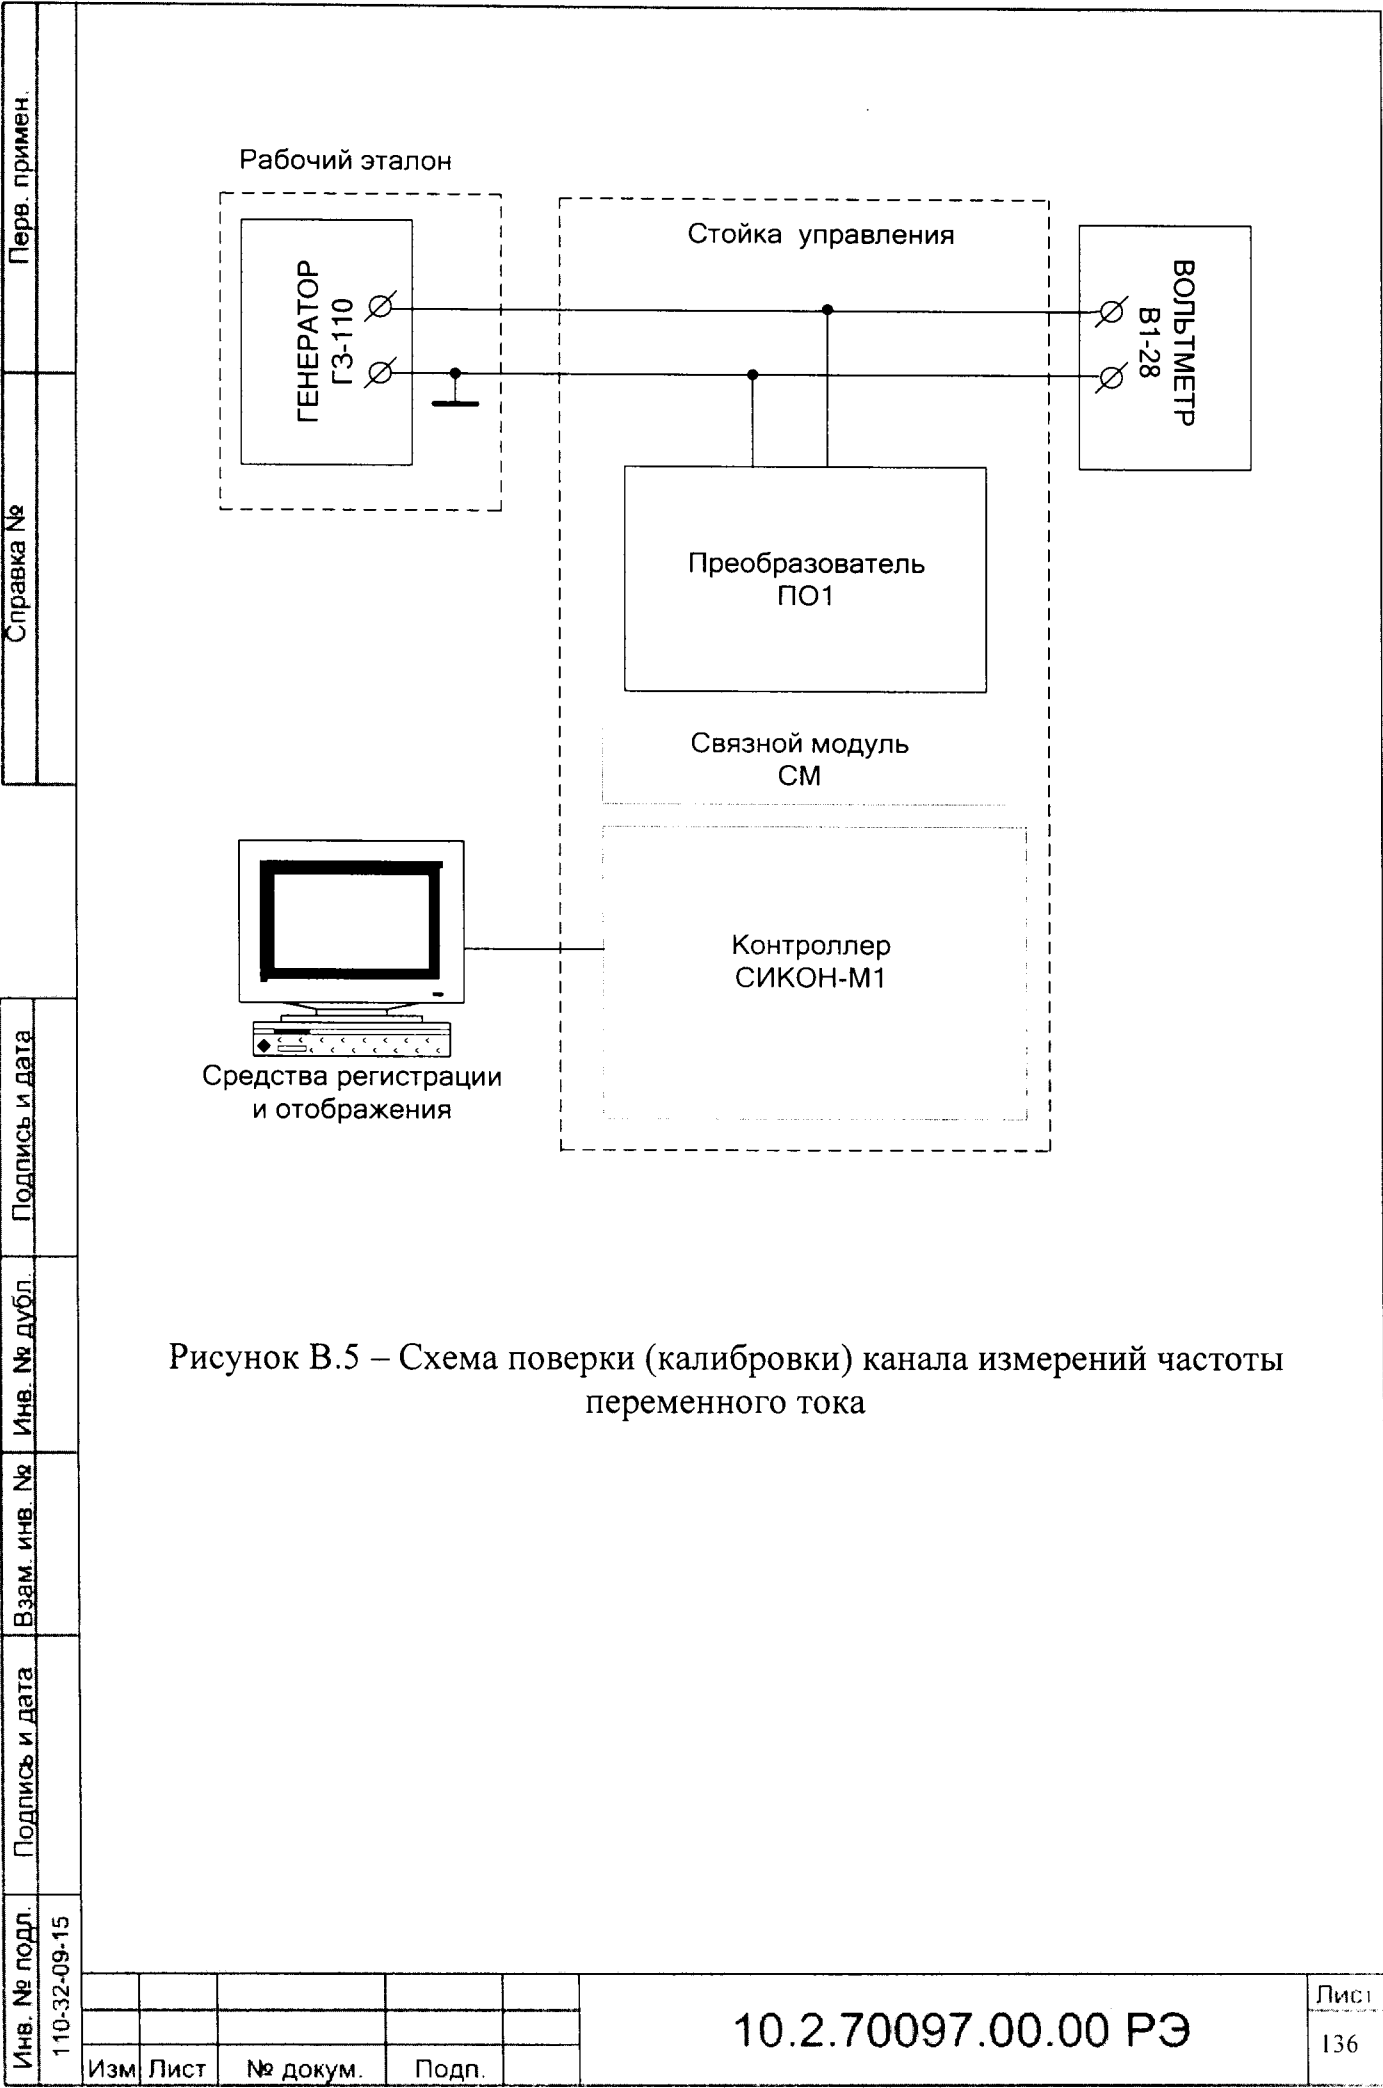 Перв. примен.
Справка №
Подпись и дата
Инв. № дубл.
Взам. инв. №
Подпись и дата
Инв. № подл.
110-32-09-15
Рабочий эталон
ГЕНЕРАТОР
ГЗ-110
Стойка управления
ВОЛЬТМЕТР
В1-28
Преобразователь
ПО1
Связной модуль
СМ
Контроллер
СИКОН-М1
Средства регистрации
и отображения
Рисунок В.5 – Схема поверки (калибровки) канала измерений частоты
переменного тока
Изм Лист № докум. Подп.
10.2.70097.00.00 РЭ
Лист
136